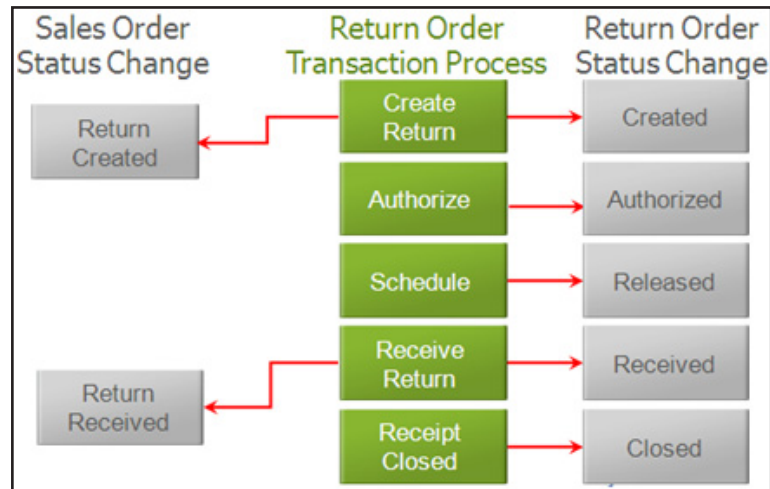 Sales Order
Status Change
Return Order
Transaction Process
Return Order
Status Change
Return
Created
Create
Return
Created
Authorize
Authorized
Schedule
Released
Return
Received
Receive
Return
Received
Receipt
Closed
Closed